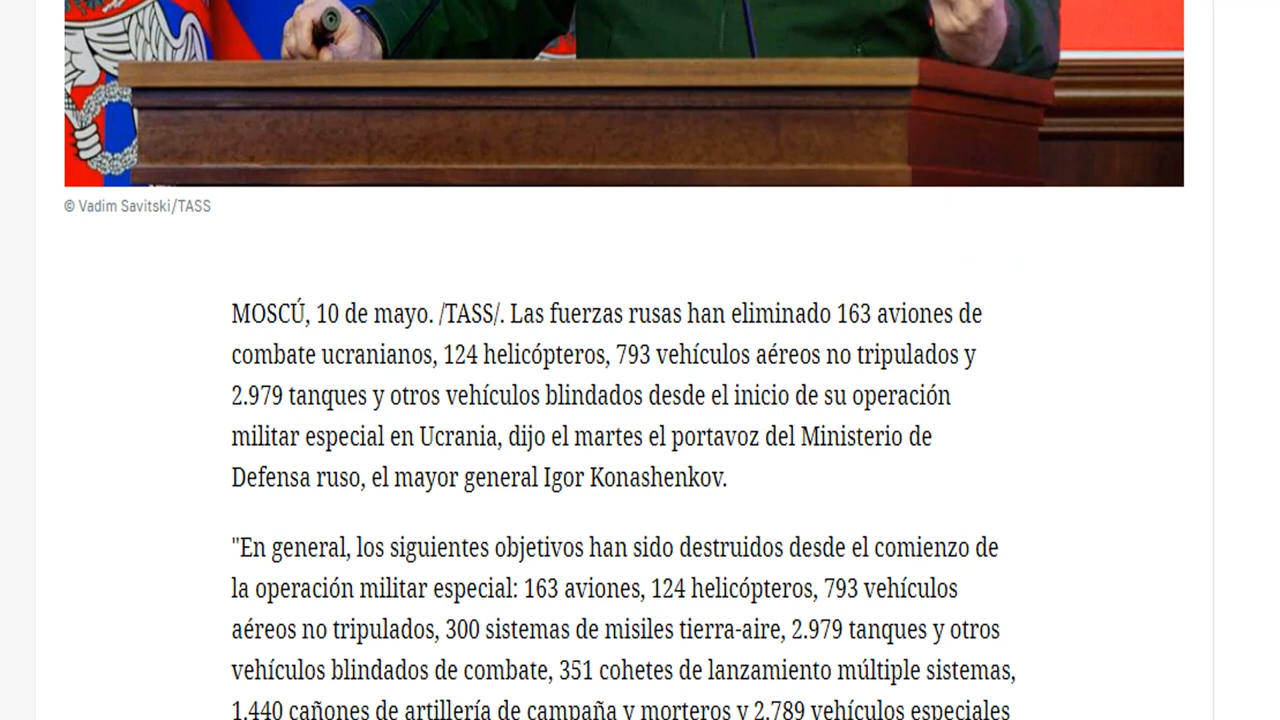 © Vadim Savitski/TASS
MOSCÚ, 10 de mayo. /TASS/. Las fuerzas rusas han eliminado 163 aviones de
combate ucranianos, 124 helicópteros, 793 vehículos aéreos no tripulados y
2.979 tanques y otros vehículos blindados desde el inicio de su operación
militar especial en Ucrania, dijo el martes el portavoz del Ministerio de
Defensa ruso, el mayor general Igor Konashenkov.
"En general, los siguientes objetivos han sido destruidos desde el comienzo de
la operación militar especial: 163 aviones, 124 helicópteros, 793 vehículos
aéreos no tripulados, 300 sistemas de misiles tierra-aire, 2.979 tanques y otros
vehículos blindados de combate, 351 cohetes de lanzamiento múltiple sistemas,
1.440 cañones de artillería de campaña y morteros y 2.789 vehículos especiales